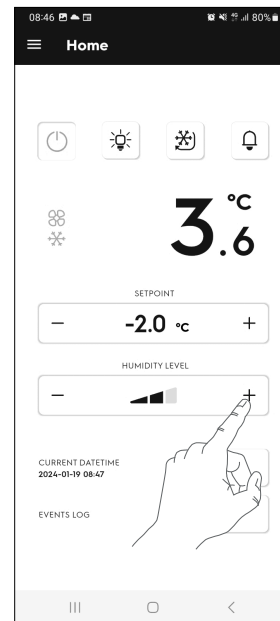 08:46 4G 80%
Home
3.6 °C
SETPOINT
− -2.0 °C +
HUMIDITY LEVEL
− +
CURRENT DATETIME
2024-01-19 08:47
EVENTS LOG